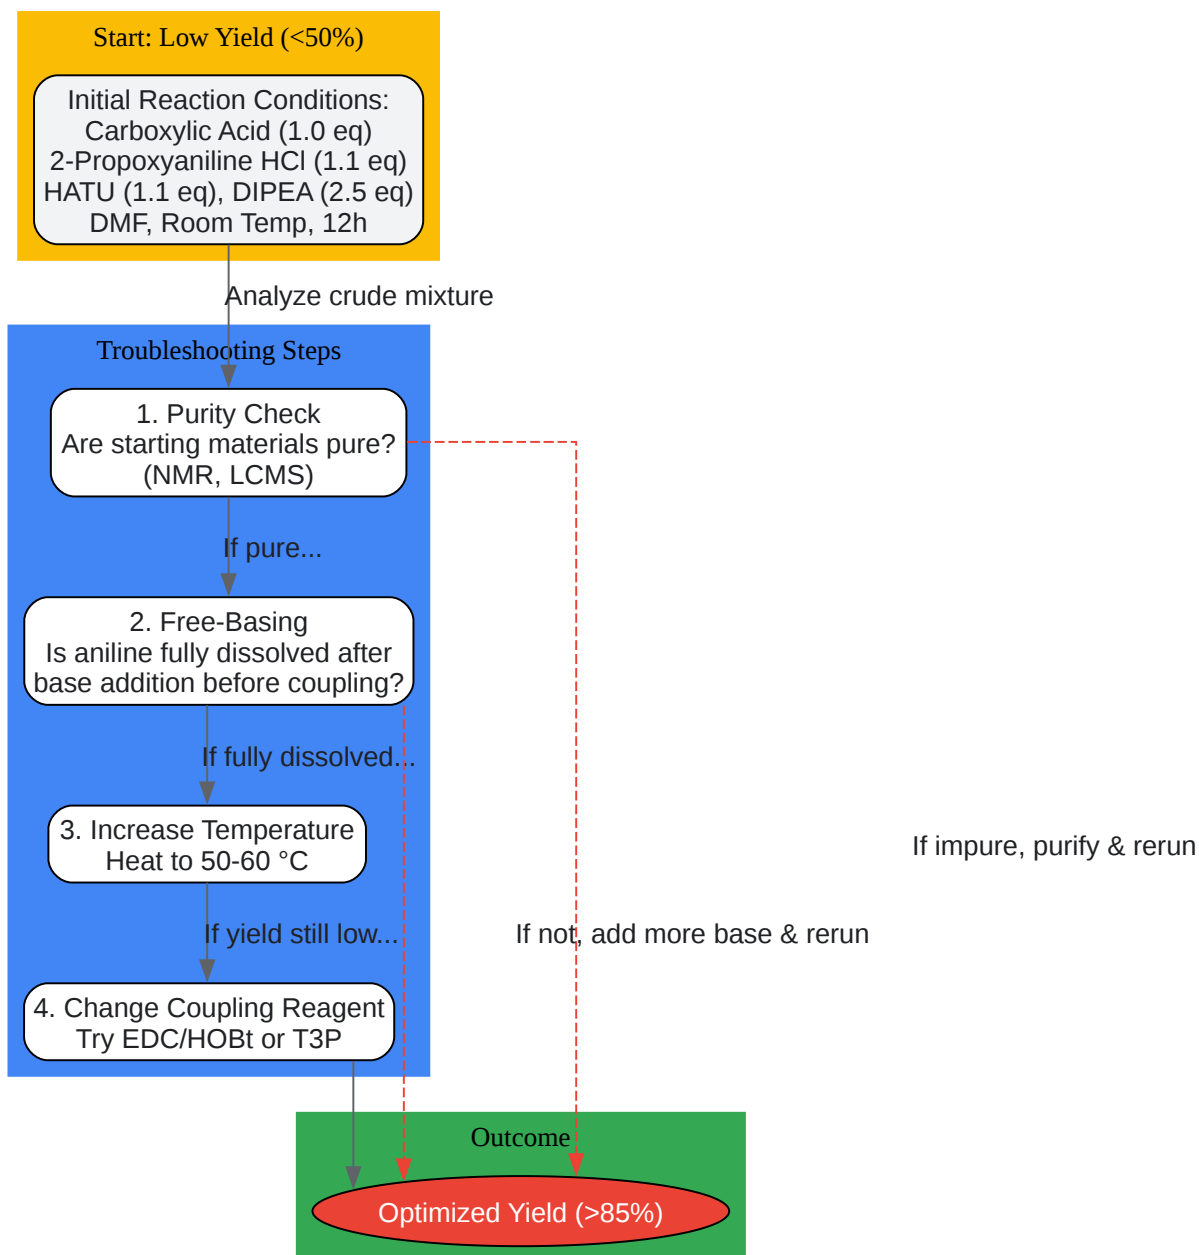 Start: Low Yield (<50%)
Initial Reaction Conditions:
Carboxylic Acid (1.0 eq)
2-Propoxyaniline HCl (1.1 eq)
HATU (1.1 eq), DIPEA (2.5 eq)
DMF, Room Temp, 12h
Analyze crude mixture
Troubleshooting Steps
1. Purity Check
Are starting materials pure?
(NMR, LCMS)
If pure...
2. Free-Basing
Is aniline fully dissolved after
base addition before coupling?
If fully dissolved...
3. Increase Temperature
Heat to 50-60 °C
If impure, purify & rerun
If yield still low...
If not, add more base & rerun
4. Change Coupling Reagent
Try EDC/HOBt or T3P
Outcome
Optimized Yield (>85%)